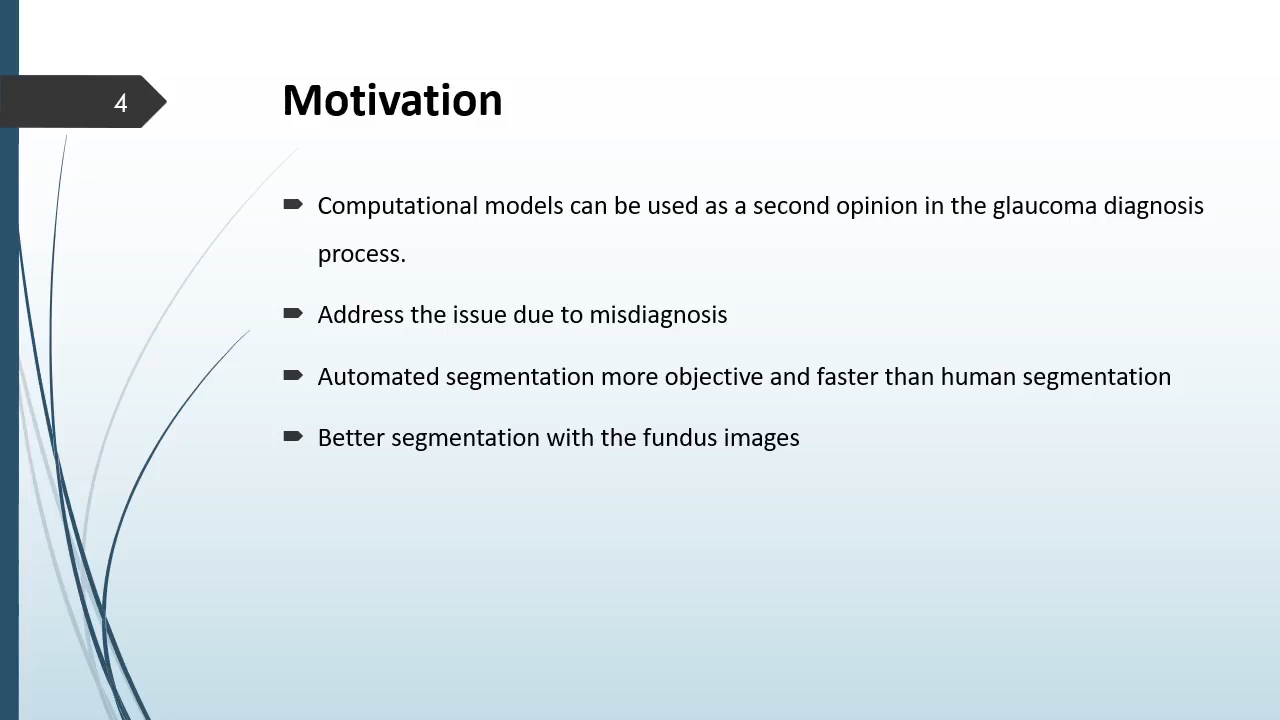 4
Motivation
Computational models can be used as a second opinion in the glaucoma diagnosis
process.
Address the issue due to misdiagnosis
Automated segmentation more objective and faster than human segmentation
Better segmentation with the fundus images